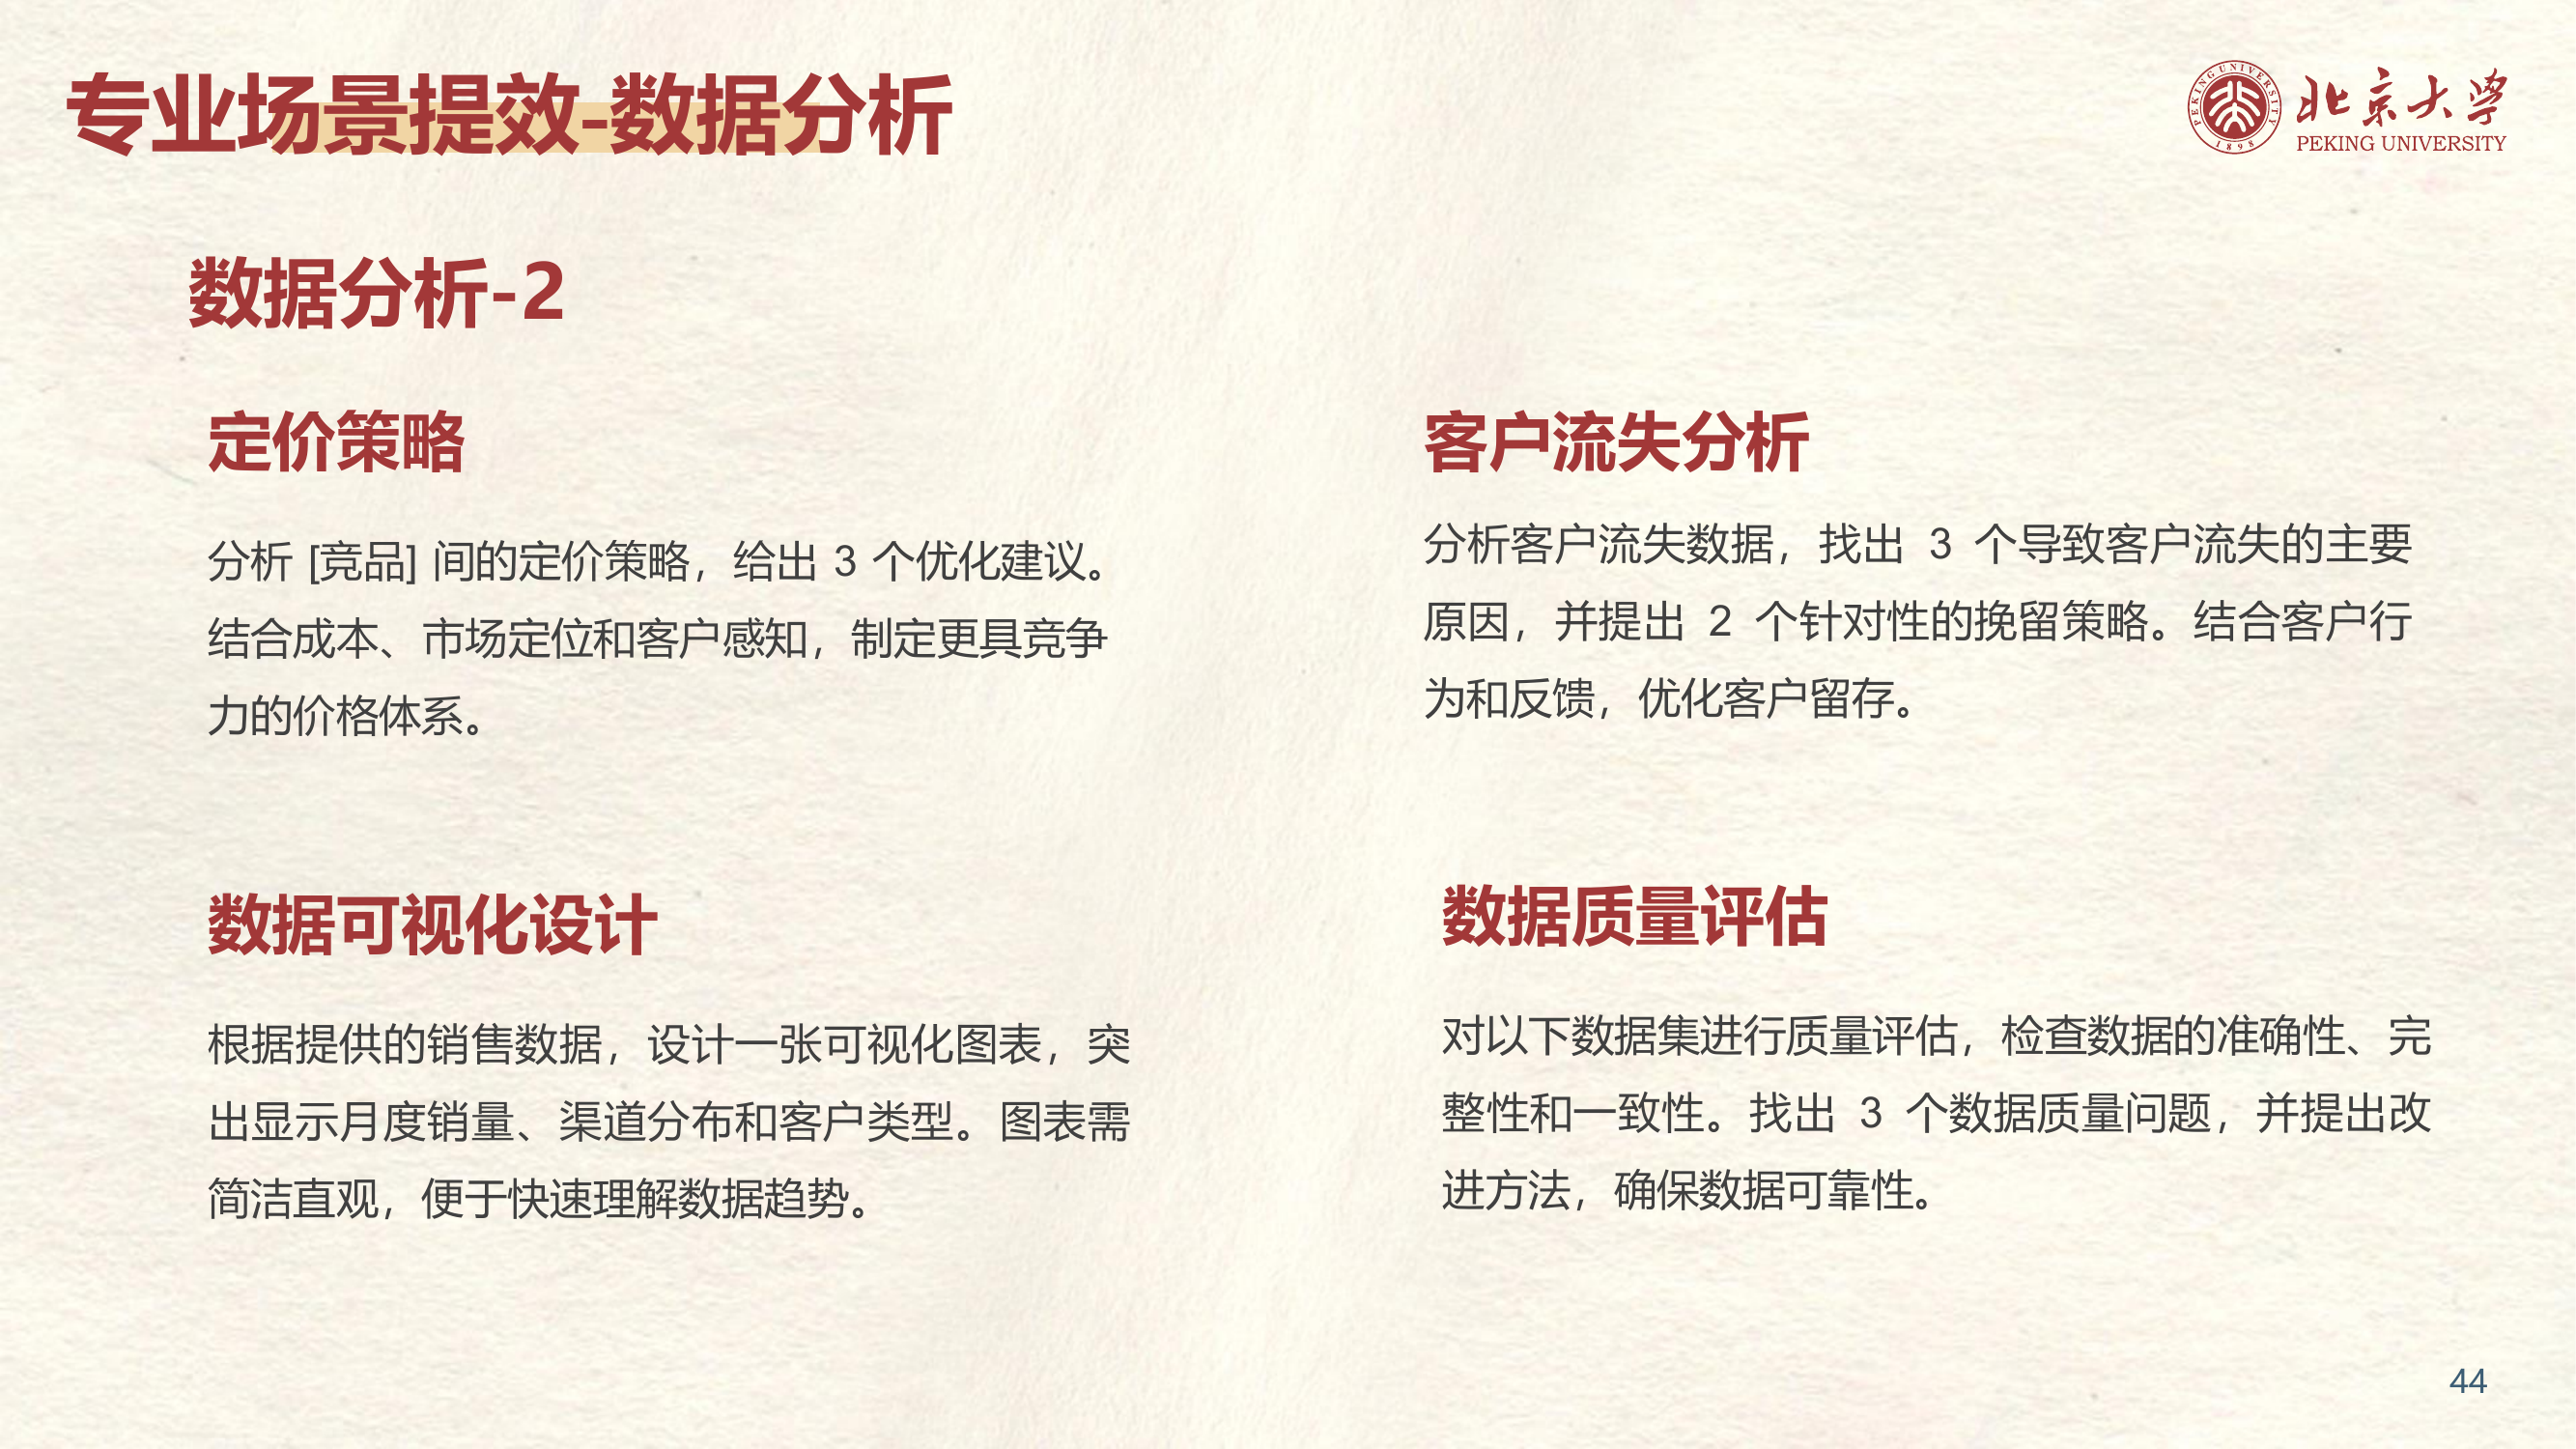 专业场景提效-数据分析
PEKING UNIVERSITY
1898
北京大学
PEKING UNIVERSITY
数据分析-2
定价策略
分析 [竞品] 间的定价策略，给出 3 个优化建议。
结合成本、市场定位和客户感知，制定更具竞争
力的价格体系。
客户流失分析
分析客户流失数据，找出 3 个导致客户流失的主要
原因，并提出 2 个针对性的挽留策略。结合客户行
为和反馈，优化客户留存。
数据可视化设计
根据提供的销售数据，设计一张可视化图表，突
出显示月度销量、渠道分布和客户类型。图表需
简洁直观，便于快速理解数据趋势。
数据质量评估
对以下数据集进行质量评估，检查数据的准确性、完
整性和一致性。找出 3 个数据质量问题，并提出改
进方法，确保数据可靠性。
44